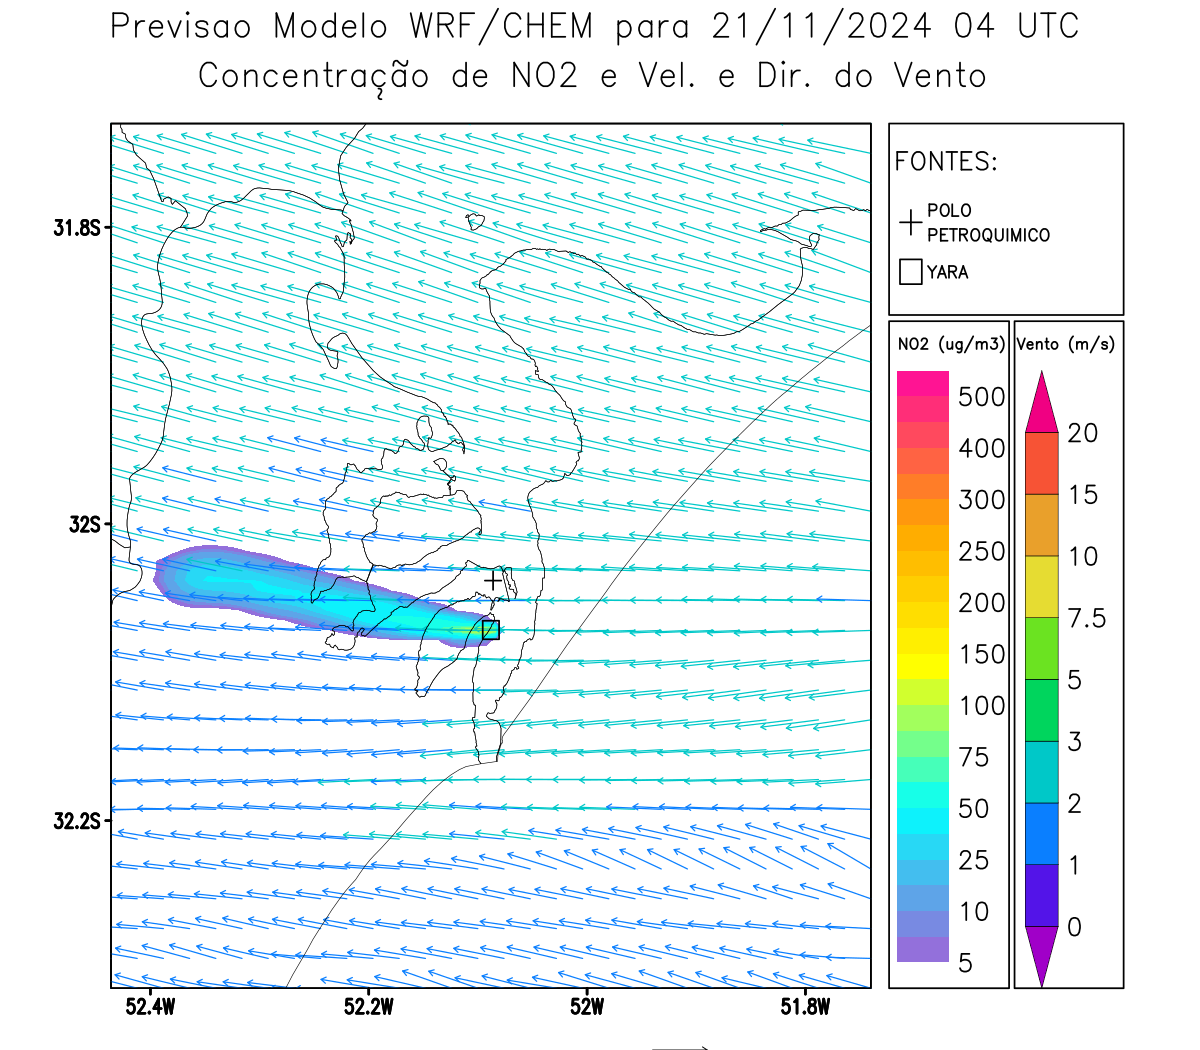 Previsao Modelo WRF/CHEM para 21/11/2024 04 UTC
Concentração de NO2 e Vel. e Dir. do Vento
FONTES:
POLO
PETROQUIMICO
YARA
NO2 (ug/m3)
500
400
300
250
200
150
100
75
50
25
10
5
Vento (m/s)
20
15
10
7.5
5
3
2
1
0
31.8S
32S
32.2S
52.4W
52.2W
52W
51.8W